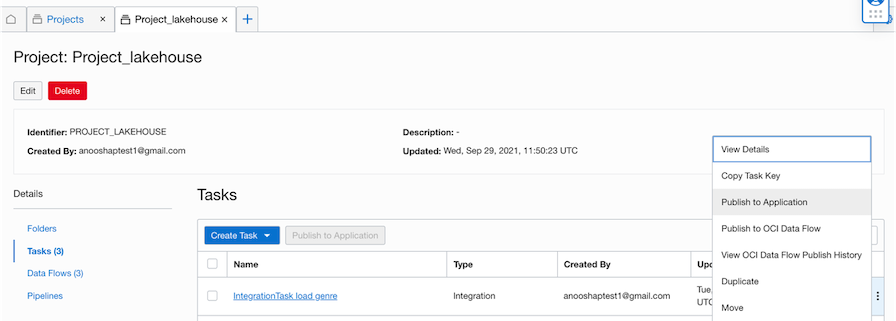 Projects ×
Project_lakehouse ×
+
Project: Project_lakehouse
Edit Delete
Identifier: PROJECT_LAKEHOUSE
Description: -
Created By: anooshaptest1@gmail.com
Updated: Wed, Sep 29, 2021, 11:50:23 UTC
Details
Folders
Tasks (3)
Data Flows (3)
Pipelines
Tasks
Create Task Publish to Application
Name Type Created By Upd
IntegrationTask load genre Integration anooshaptest1@gmail.com Tue,
UTC
View Details
Copy Task Key
Publish to Application
Publish to OCI Data Flow
View OCI Data Flow Publish History
Duplicate
Move